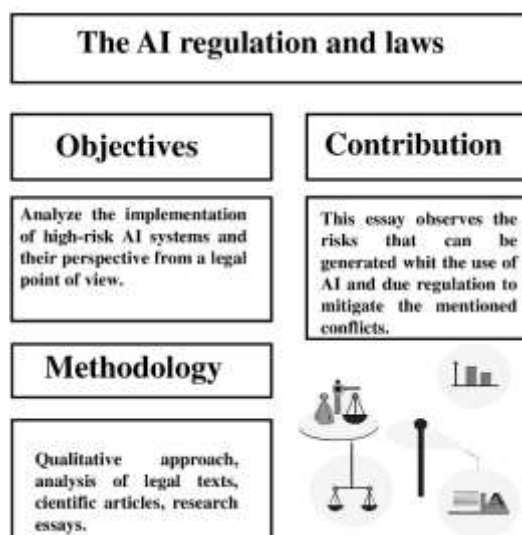 The AI regulation and laws
Objectives
Analyze the implementation
of high-risk AI systems and
their perspective from a legal
point of view.
Methodology
Qualitative approach,
analysis of legal texts,
cientific articles, research
essays.
Contribution
This essay observes the
risks that can be
generated whit the use of
AI and due regulation to
mitigate the mentioned
conflicts.